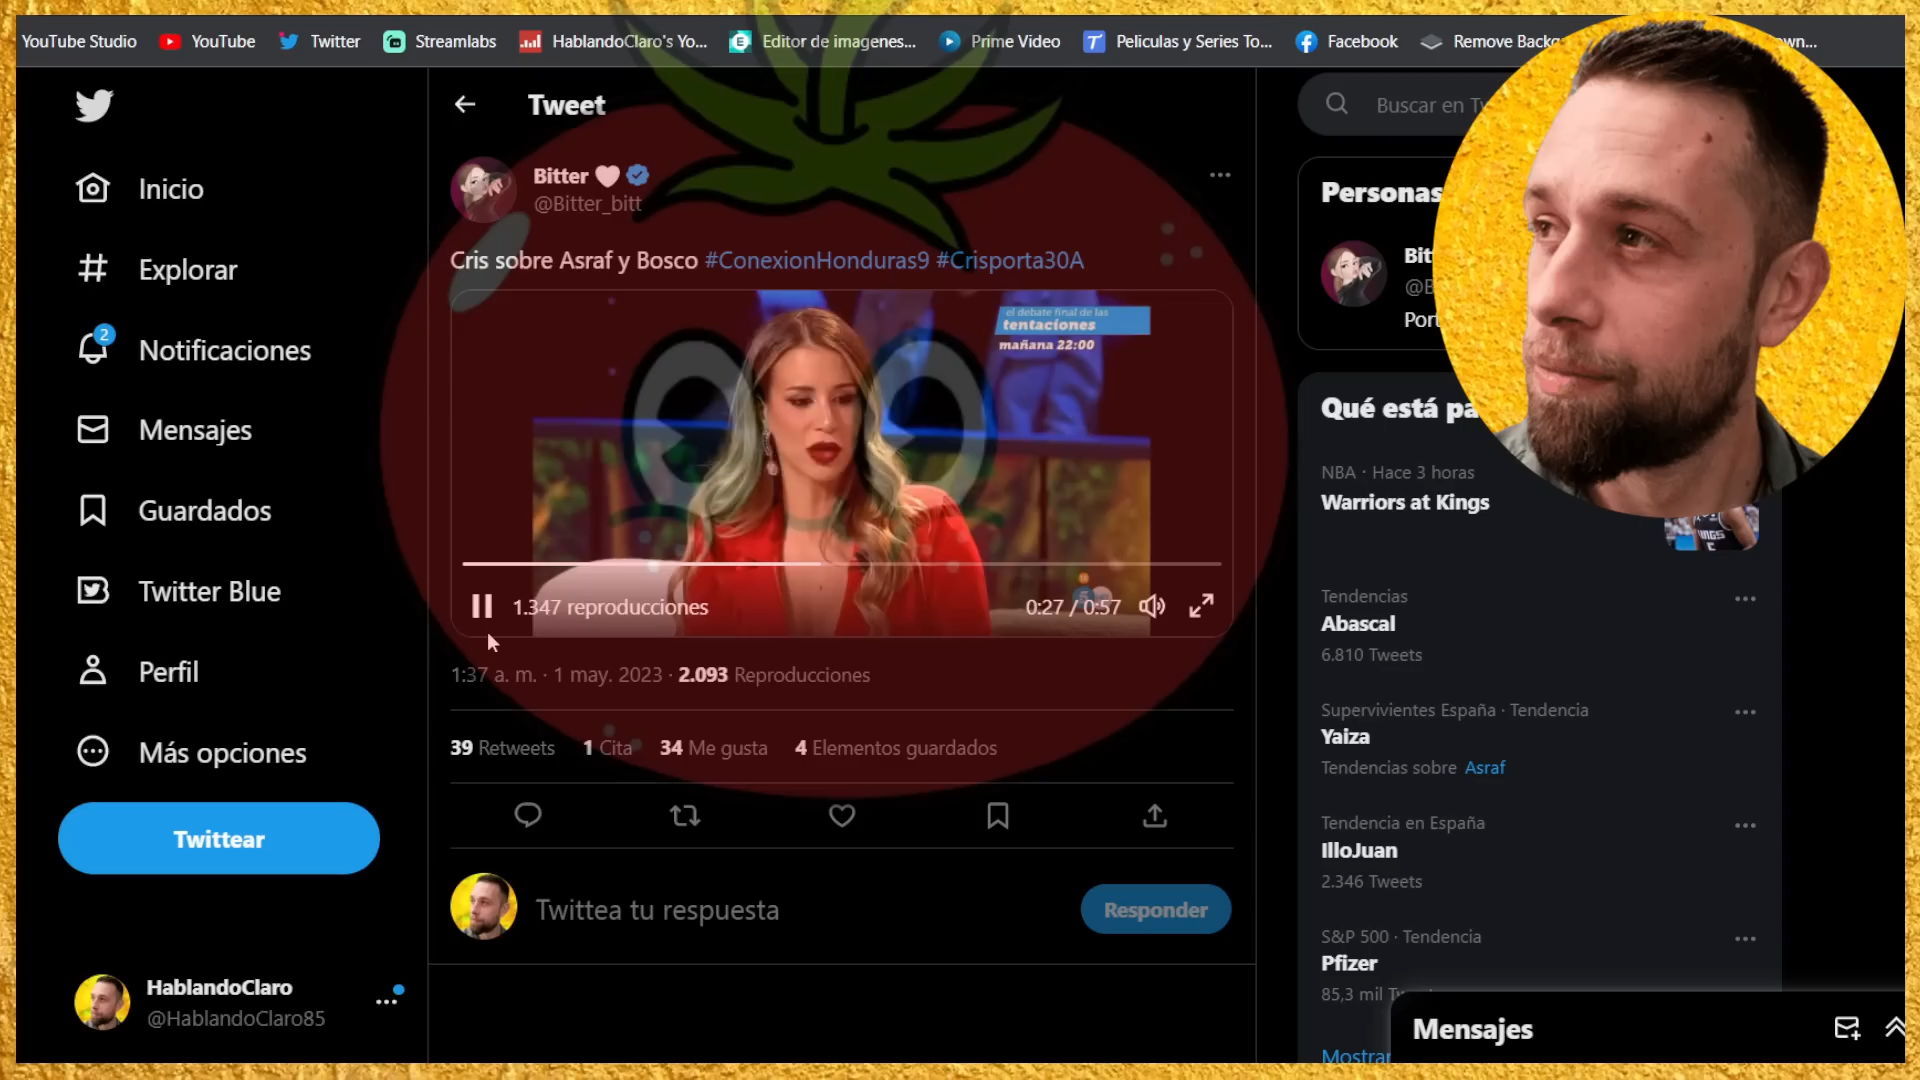 YouTube Studio
YouTube
Twitter
Streamlabs
HablandoClaro's Yo...
Editor de imagenes...
Prime Video
Peliculas y Series To...
Facebook
Remove
Tweet
Buscar en
Inicio
Explorar
2
Notificaciones
Mensajes
Guardados
Twitter Blue
Perfil
Más opciones
Twittear
HablandoClaro
@HablandoClaro85
Bitter
@Bitter_bitt
Cris sobre Asraf y Bosco #ConexionHonduras9 #Crisporta30A
el debate final de las
tentaciones
mañana 22:00
1.347 reproducciones
0:27 / 0:57
1:37 a. m. · 1 may. 2023 · 2.093 Reproducciones
39 Retweets 1 Cita 34 Me gusta 4 Elementos guardados
Twittea tu respuesta
Responder
Personas
Qué está
NBA · Hace 3 horas
Warriors at Kings
Tendencias
Abascal
6.810 Tweets
Supervivientes España · Tendencia
Yaiza
Tendencias sobre Asraf
Tendencia en España
IlloJuan
2.346 Tweets
S&P 500 · Tendencia
Pfizer
85,3 mil
Mostrar
Mensajes